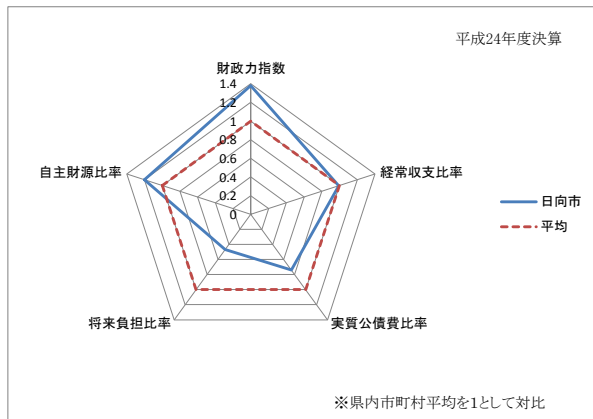 平成24年度決算
財政力指数
1.4
1.2
1
0.8
0.6
0.4
0.2
0
自主財源比率
経常収支比率
日向市
平均
将来負担比率
実質公債費比率
※県内市町村平均を1として対比